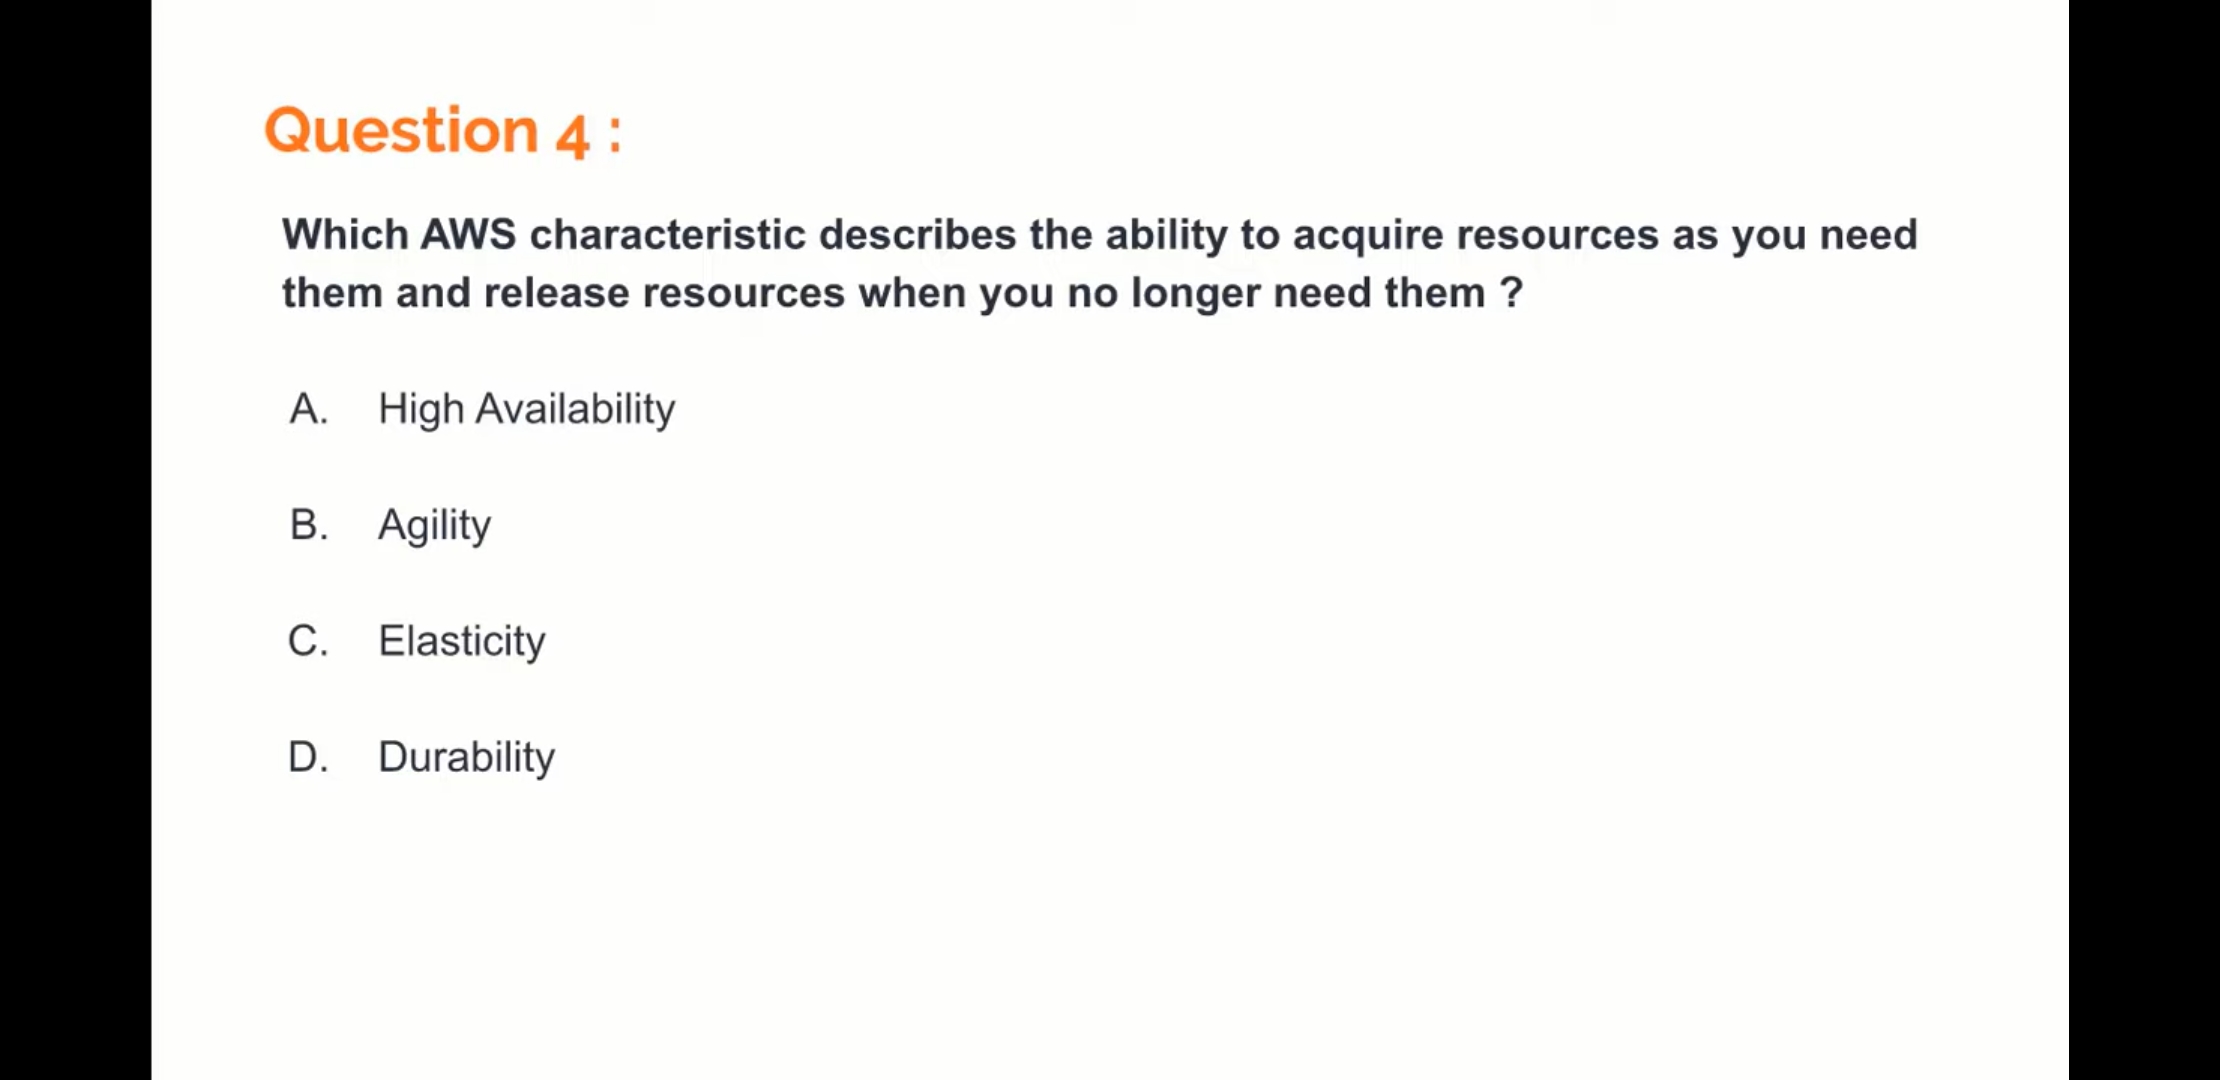 Question 4 :
Which AWS characteristic describes the ability to acquire resources as you need
them and release resources when you no longer need them ?
A. High Availability
B. Agility
C. Elasticity
D. Durability